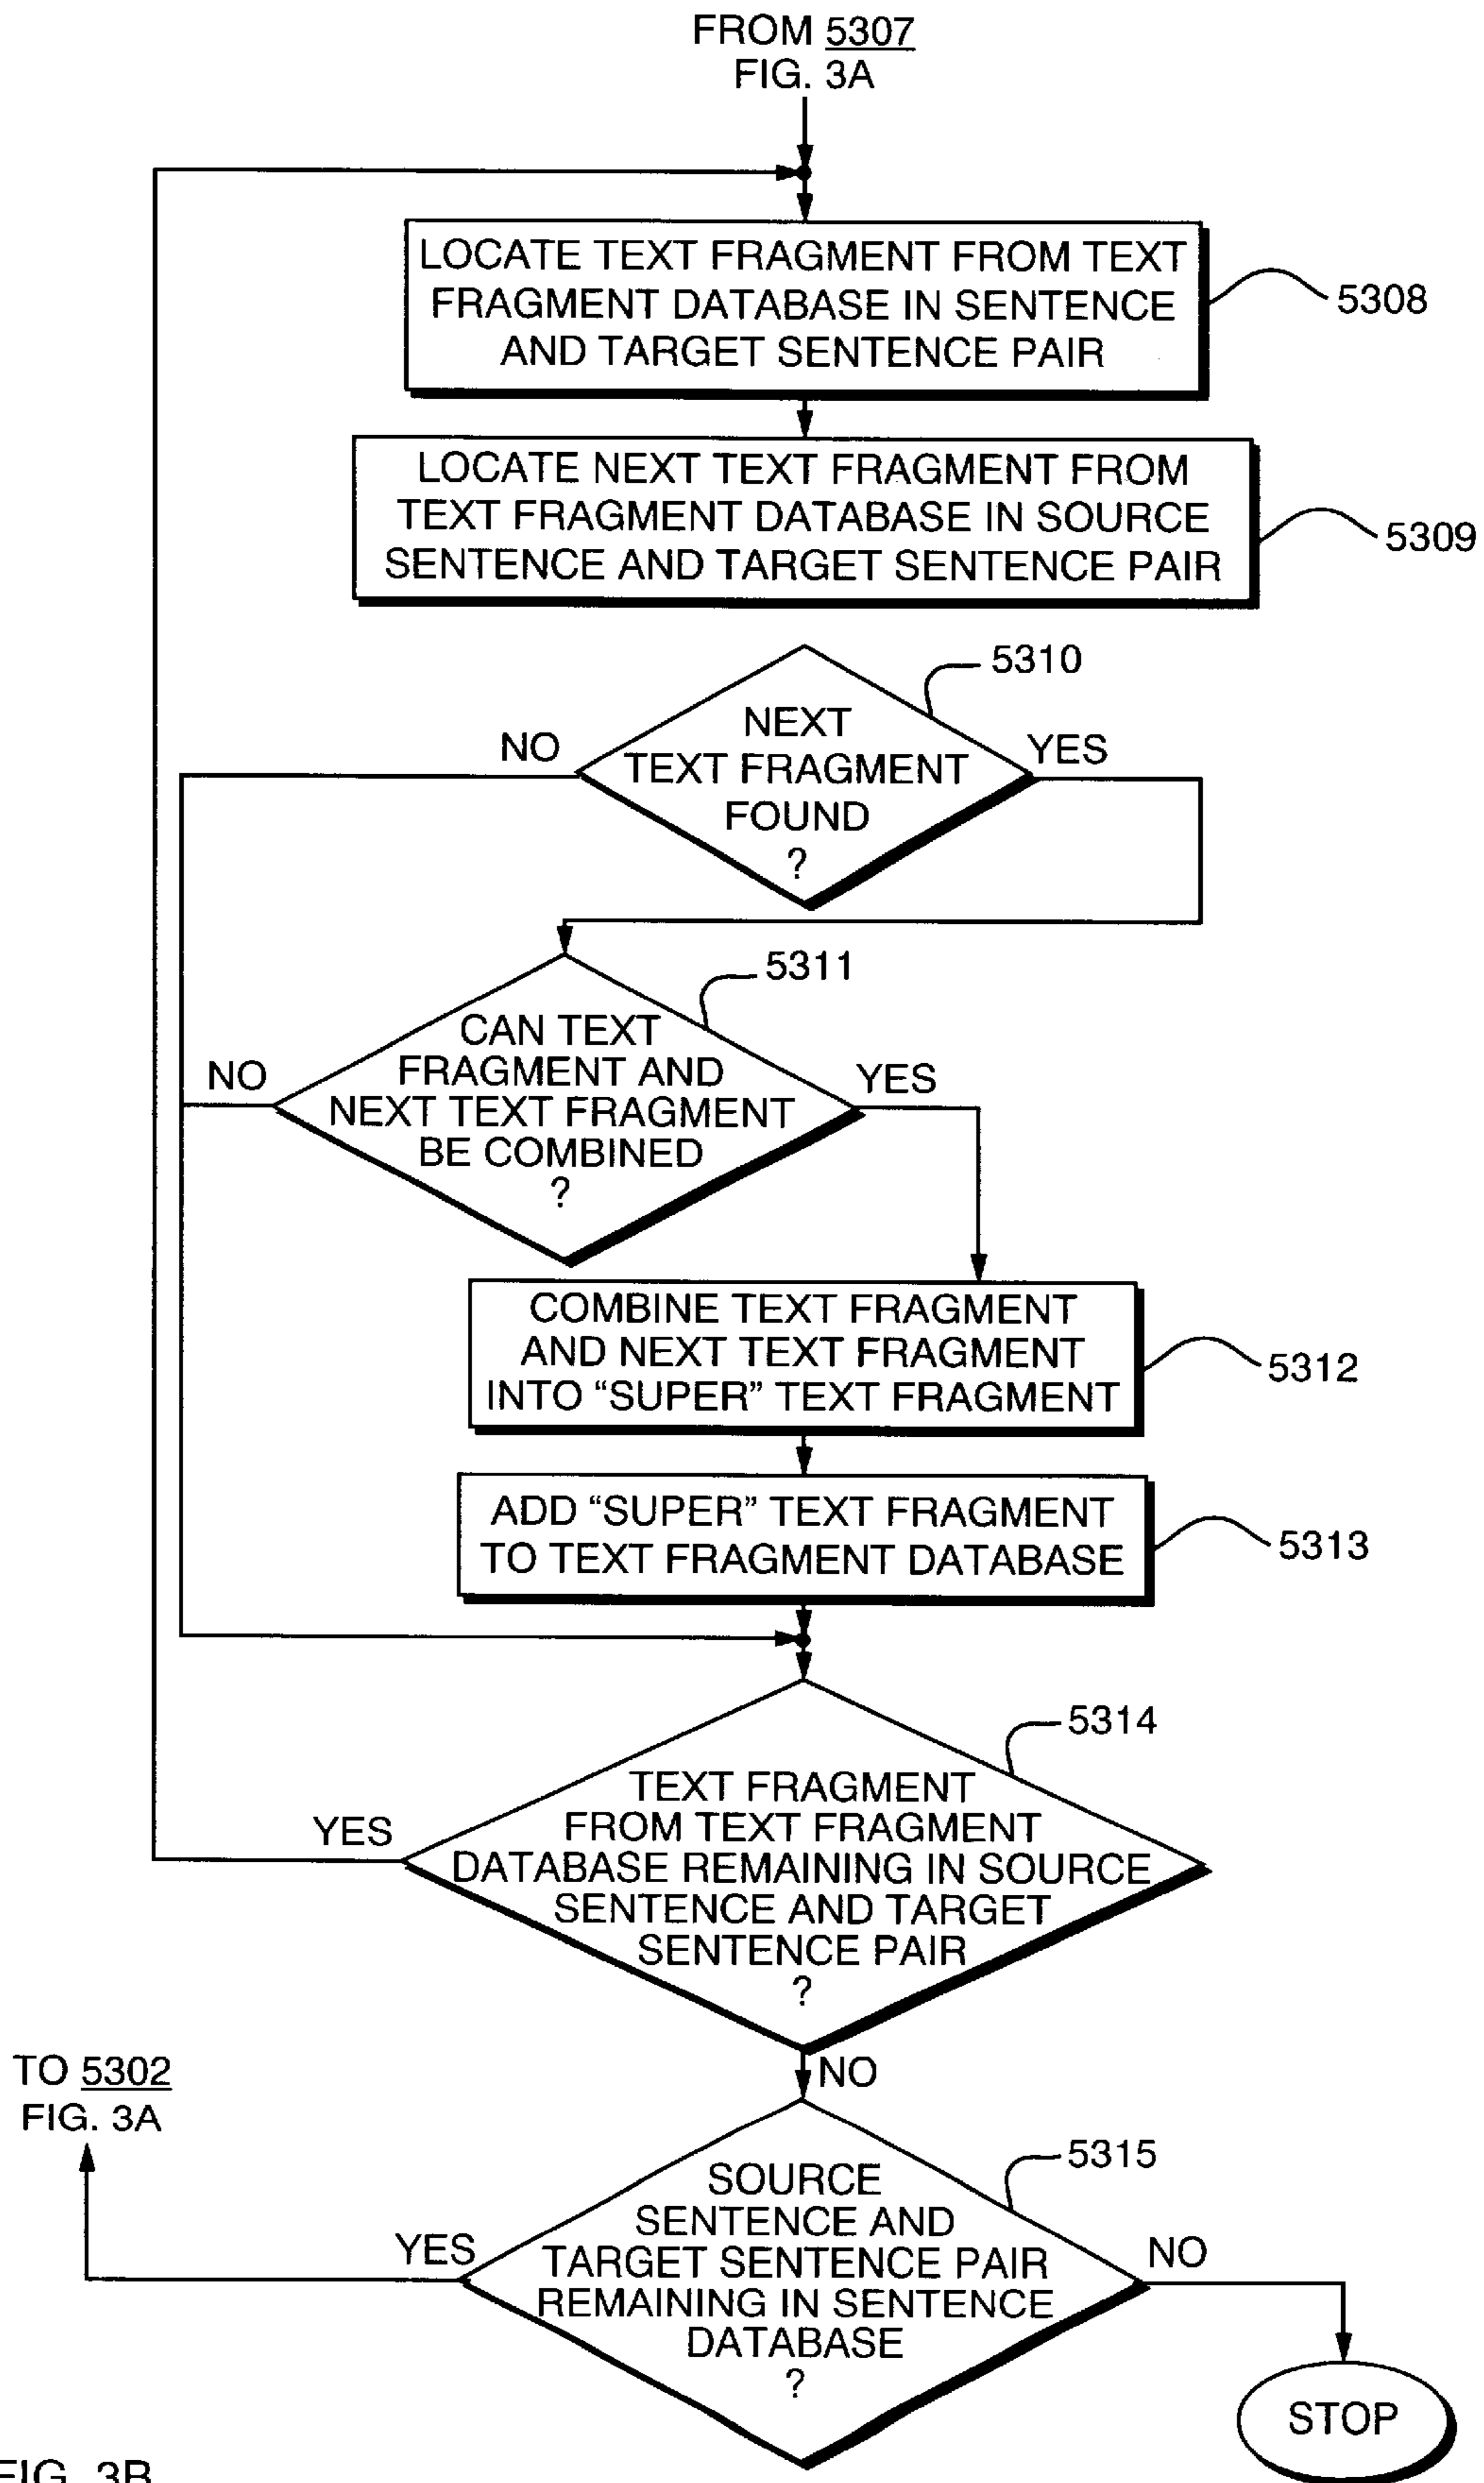 FROM 5307
FIG. 3A
LOCATE TEXT FRAGMENT FROM TEXT
FRAGMENT DATABASE IN SENTENCE
AND TARGET SENTENCE PAIR
5308
LOCATE NEXT TEXT FRAGMENT FROM
TEXT FRAGMENT DATABASE IN SOURCE
SENTENCE AND TARGET SENTENCE PAIR
5309
5310
NEXT
TEXT FRAGMENT
FOUND
?
NO
YES
5311
CAN TEXT
FRAGMENT AND
NEXT TEXT FRAGMENT
BE COMBINED
?
NO
YES
COMBINE TEXT FRAGMENT
AND NEXT TEXT FRAGMENT
INTO “SUPER” TEXT FRAGMENT
5312
ADD “SUPER” TEXT FRAGMENT
TO TEXT FRAGMENT DATABASE
5313
5314
TEXT FRAGMENT
FROM TEXT FRAGMENT
DATABASE REMAINING IN SOURCE
SENTENCE AND TARGET
SENTENCE PAIR
?
YES
NO
TO 5302
FIG. 3A
5315
SOURCE
SENTENCE AND
TARGET SENTENCE PAIR
REMAINING IN SENTENCE
DATABASE
?
YES
NO
STOP
FIG. 3B